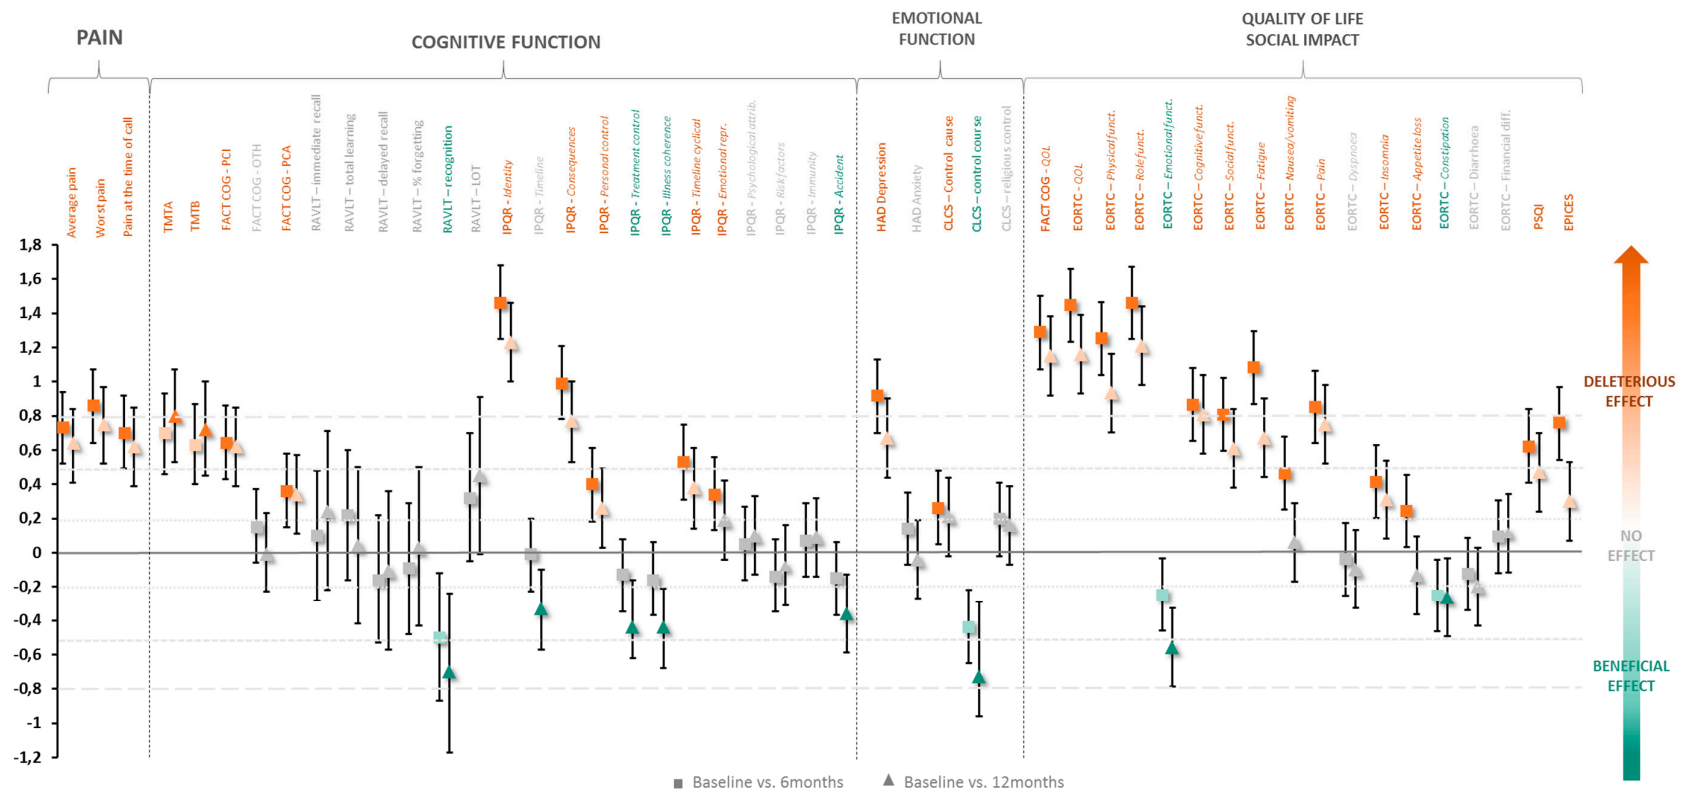 PAIN
COGNITIVE FUNCTION
EMOTIONAL
FUNCTION
QUALITY OF LIFE
SOCIAL IMPACT
Average pain
Worst pain
Pain at the time of call
TMTA
TMTB
FACT COG - PCI
FACT COG - OTH
FACT COG - PCA
RAVLT – immediate recall
RAVLT – total learning
RAVLT – delayed recall
RAVLT - % forgetting
RAVLT – recognition
RAVLT – LOT
IPQR - Identity
IPQR - Timeline
IPQR - Consequences
IPQR - Personal control
IPQR - Treatment control
IPQR - Illness coherence
IPQR - Timeline cyclical
IPQR - Emotional repr.
IPQR - Psychological attrib.
IPQR - Risk factors
IPQR - Immunity
IPQR - Accident
HAD Depression
HAD Anxiety
CLCS – Control cause
CLCS – control course
CLCS – religious control
FACT COG - QOL
EORTC - QOL
EORTC – Physical funct.
EORTC – Role funct.
EORTC – Emotional funct.
EORTC – Cognitive funct.
EORTC – Social funct.
EORTC – Fatigue
EORTC – Nausea/vomiting
EORTC – Pain
EORTC – Dyspnoea
EORTC – Insomnia
EORTC – Appetite loss
EORTC – Constipation
EORTC – Diarrhoea
EORTC – Financial diff.
PSQI
EPICES
1,8
1,6
1,4
1,2
1
0,8
0,6
0,4
0,2
0
-0,2
-0,4
-0,6
-0,8
-1
-1,2
DELETERIOUS
EFFECT
NO
EFFECT
BENEFICIAL
EFFECT
Baseline vs. 6months
Baseline vs. 12months